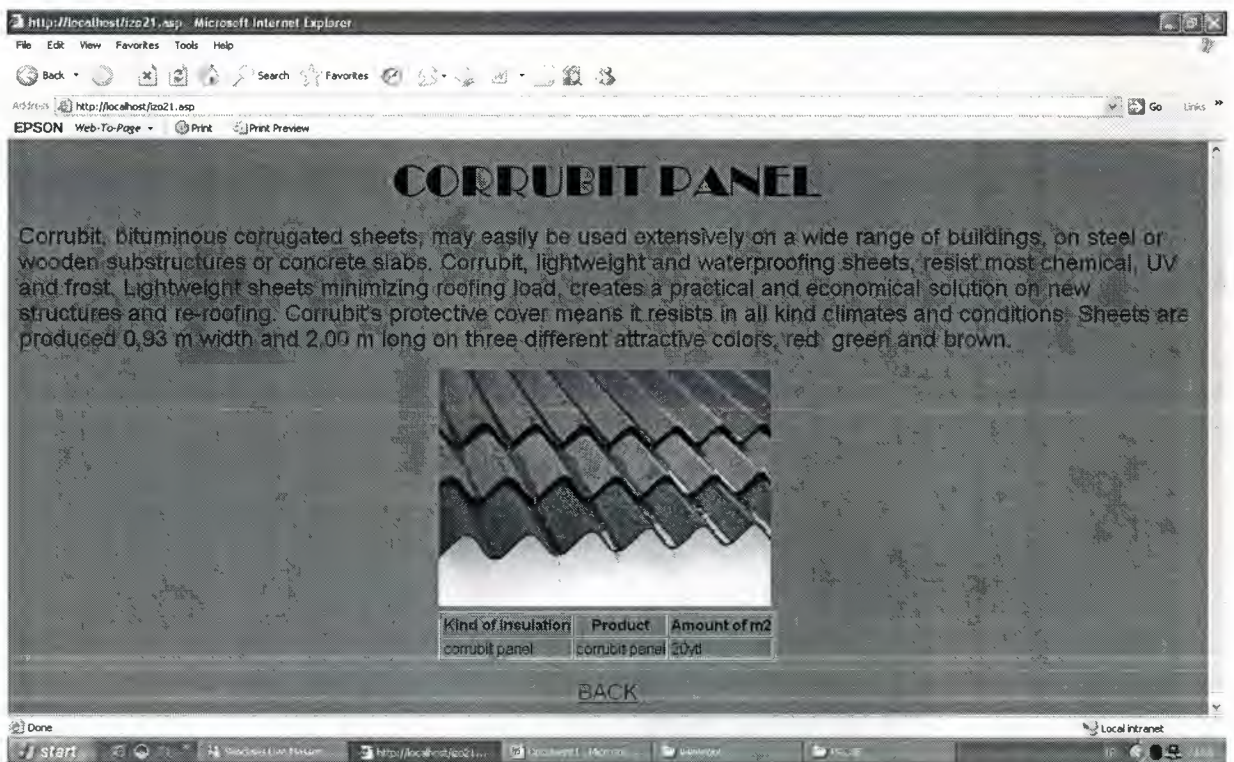 http://localhost/izo21.asp - Microsoft Internet Explorer
File Edit View Favorites Tools Help
Back Search Favorites
Address http://localhost/izo21.asp Go Links »
EPSON Web-To-Page Print Print Preview
CORRUBIT PANEL
Corrubit, bituminous corrugated sheets, may easily be used extensively on a wide range of buildings, on steel or
wooden substructures or concrete slabs. Corrubit, lightweight and waterproofing sheets, resist most chemical, UV
and frost. Lightweight sheets minimizing roofing load, creates a practical and economical solution on new
structures and re-roofing. Corrubit's protective cover means it resists in all kind climates and conditions. Sheets are
produced 0,93 m width and 2,00 m long on three different attractive colors, red green and brown.
Kind of insulation Product Amount of m2
corrubit panel corrubit panel 20ytl
BACK
Done Local intranet
start http://localhost/izo21...